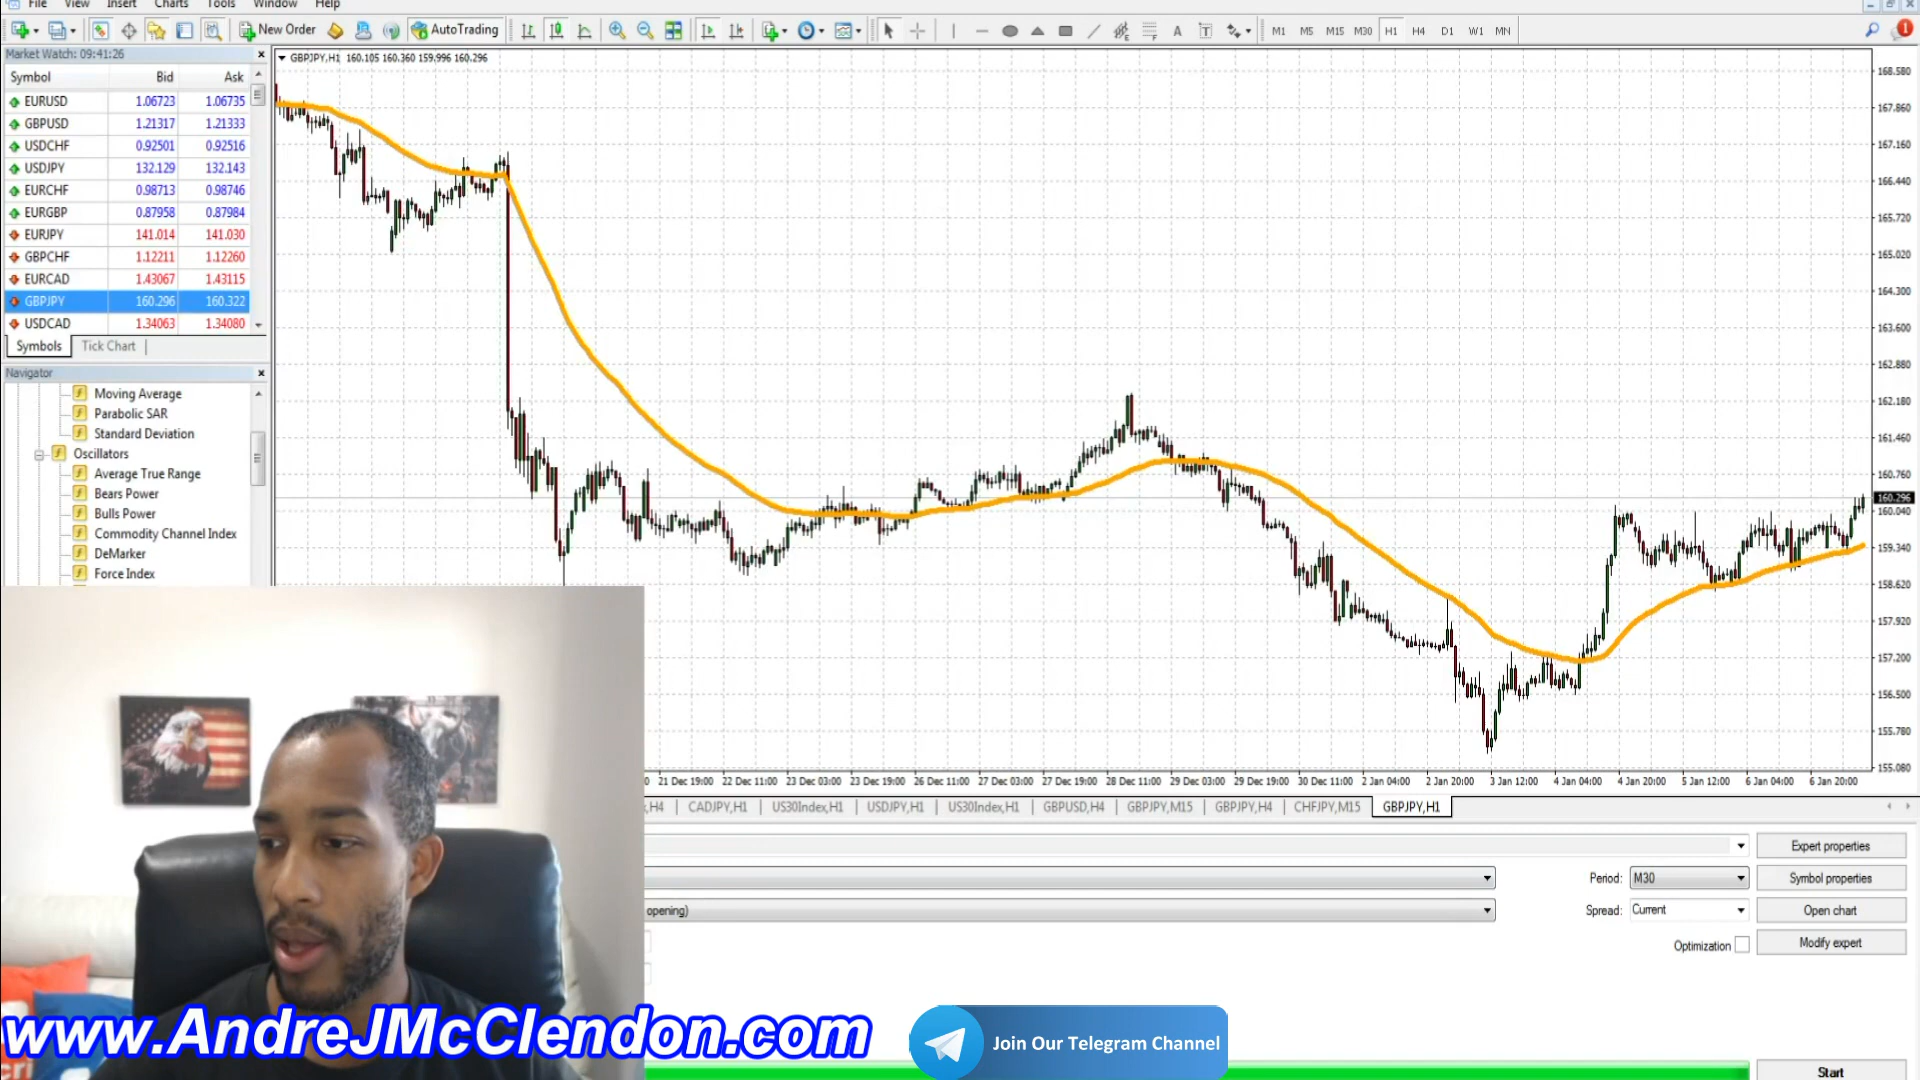 File View Insert Charts Tools Window Help
New Order AutoTrading A T M1 M5 M15 M30 H1 H4 D1 W1 MN 1
Market Watch: 09:41:26
Symbol Bid Ask
EURUSD 1.06723 1.06735
GBPUSD 1.21317 1.21333
USDCHF 0.92501 0.92516
USDJPY 132.129 132.143
EURCHF 0.98713 0.98746
EURGBP 0.87958 0.87984
EURJPY 141.014 141.030
GBPCHF 1.12211 1.12260
EURCAD 1.43067 1.43115
GBPJPY 160.296 160.322
USDCAD 1.34063 1.34080
Symbols Tick Chart
Navigator
Moving Average
Parabolic SAR
Standard Deviation
Oscillators
Average True Range
Bears Power
Bulls Power
Commodity Channel Index
DeMarker
Force Index
GBPJPY,H1 160.105 160.360 159.996 160.296
168.580
167.860
167.160
166.440
165.720
165.020
164.300
163.600
162.880
162.180
161.460
160.760
160.296
160.040
159.340
158.620
157.920
157.200
156.500
155.780
155.080
21 Dec 19:00 22 Dec 11:00 23 Dec 03:00 23 Dec 19:00 26 Dec 11:00 27 Dec 03:00 27 Dec 19:00 28 Dec 11:00 29 Dec 03:00 29 Dec 19:00 30 Dec 11:00 2 Jan 04:00 2 Jan 20:00 3 Jan 12:00 4 Jan 04:00 4 Jan 20:00 5 Jan 12:00 6 Jan 04:00 6 Jan 20:00
,H4 CADJPY,H1 US30Index,H1 USDJPY,H1 US30Index,H1 GBPUSD,H4 GBPJPY,M15 GBPJPY,H4 CHFJPY,M15 GBPJPY,H1
Expert properties
Period: M30 Symbol properties
opening) Spread: Current Open chart
Optimization Modify expert
www.AndreJMcClendon.com
Join Our Telegram Channel
Start